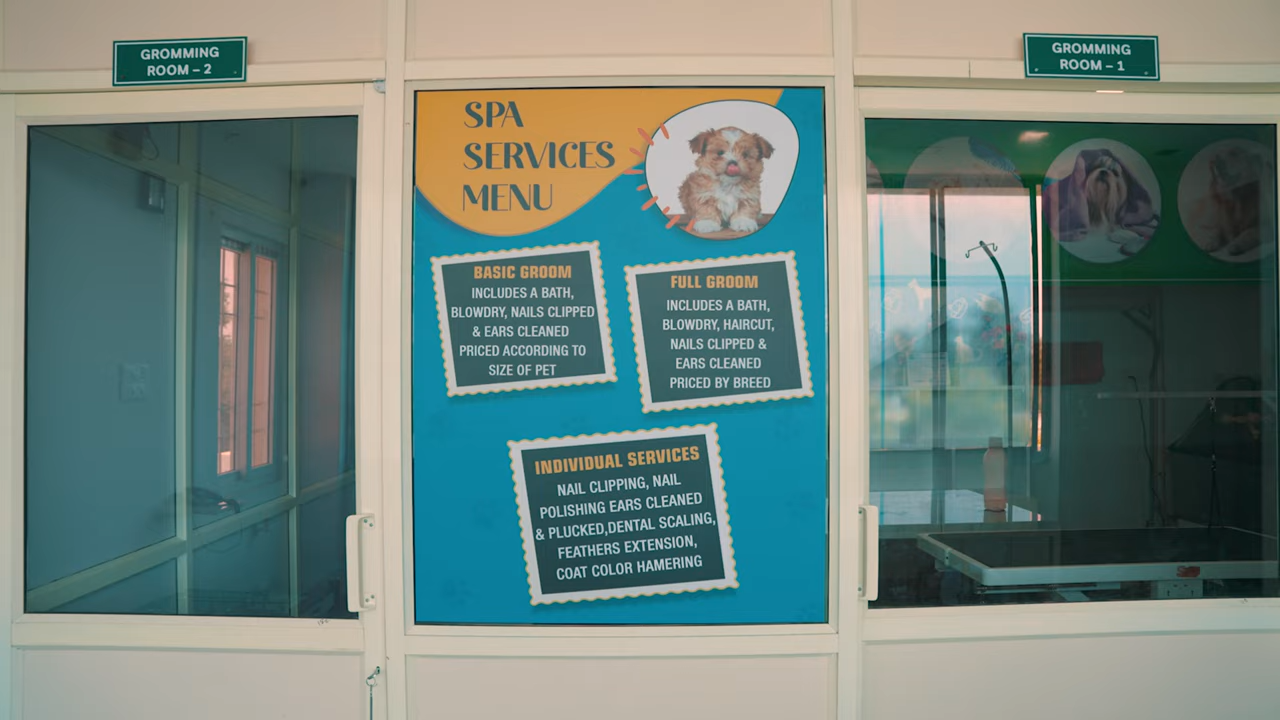 GROMMING
ROOM – 2
SPA
SERVICES
MENU
BASIC GROOM
INCLUDES A BATH,
BLOWDRY, NAILS CLIPPED
& EARS CLEANED
PRICED ACCORDING TO
SIZE OF PET
FULL GROOM
INCLUDES A BATH,
BLOWDRY, HAIRCUT,
NAILS CLIPPED &
EARS CLEANED
PRICED BY BREED
INDIVIDUAL SERVICES
NAIL CLIPPING, NAIL
POLISHING EARS CLEANED
& PLUCKED,DENTAL SCALING,
FEATHERS EXTENSION,
COAT COLOR HAMERING
GROMMING
ROOM – 1